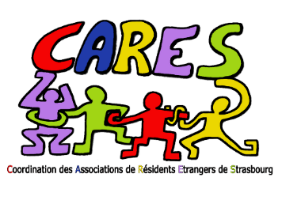 CARES
Coordination des Associations de Résidents Etrangers de Strasbourg